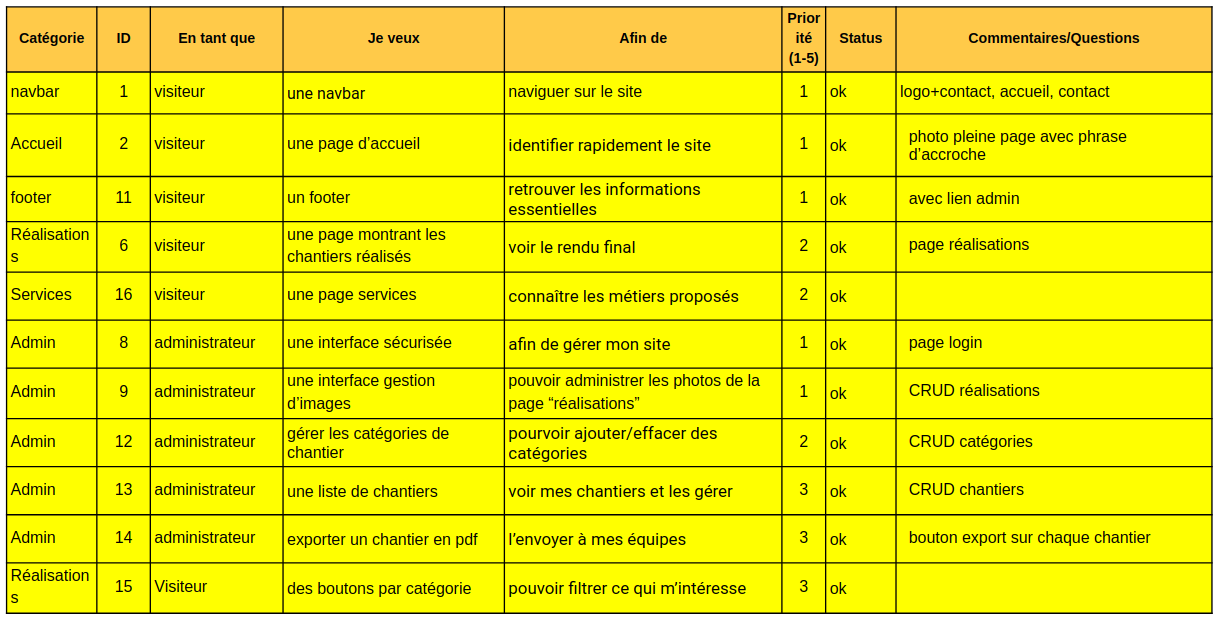 Catégorie ID En tant que Je veux Afin de Prior
ité
(1-5) Status Commentaires/Questions
navbar 1 visiteur une navbar naviguer sur le site 1 ok logo+contact, accueil, contact
Accueil 2 visiteur une page d’accueil identifier rapidement le site 1 ok photo pleine page avec phrase
d’accroche
footer 11 visiteur un footer retrouver les informations
essentielles 1 ok avec lien admin
Réalisation
s 6 visiteur une page montrant les
chantiers réalisés voir le rendu final 2 ok page réalisations
Services 16 visiteur une page services connaître les métiers proposés 2 ok
Admin 8 administrateur une interface sécurisée afin de gérer mon site 1 ok page login
Admin 9 administrateur une interface gestion
d’images pouvoir administrer les photos de la
page “réalisations” 1 ok CRUD réalisations
Admin 12 administrateur gérer les catégories de
chantier pourvoir ajouter/effacer des
catégories 2 ok CRUD catégories
Admin 13 administrateur une liste de chantiers voir mes chantiers et les gérer 3 ok CRUD chantiers
Admin 14 administrateur exporter un chantier en pdf l’envoyer à mes équipes 3 ok bouton export sur chaque chantier
Réalisation
s 15 Visiteur des boutons par catégorie pouvoir filtrer ce qui m’intéresse 3 ok